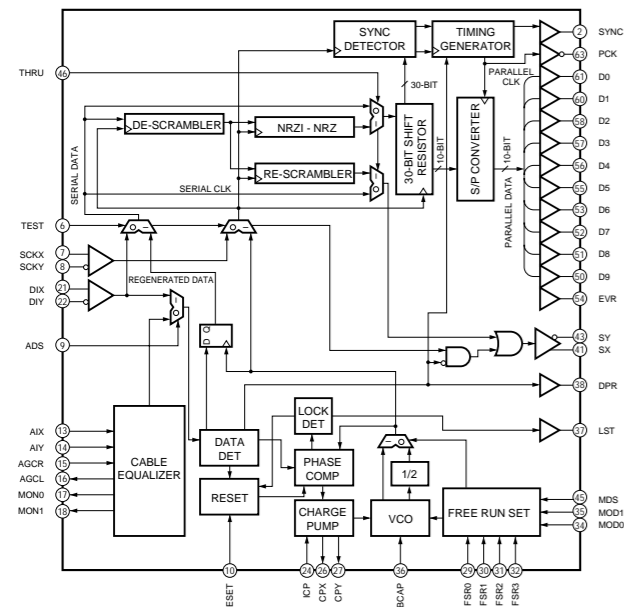 SYNC DETECTOR
TIMING GENERATOR
2 SYNC
63 PCK
PARALLEL CLK
THRU 46
30-BIT
61 D0
60 D1
58 D2
57 D3
56 D4
55 D5
53 D6
52 D7
51 D8
50 D9
54 EVR
DE-SCRAMBLER
NRZI - NRZ
RE-SCRAMBLER
30-BIT SHIFT RESISTOR
10-BIT
S/P CONVERTER
10-BIT
PARALLEL DATA
SERIAL DATA
SERIAL CLK
TEST 6
SCKX 7
SCKY 8
REGENERATED DATA
DIX 21
DIY 22
D Q
ADS 9
43 SY
41 SX
38 DPR
37 LST
AIX 13
AIY 14
AGCR 15
AGCL 16
MON0 17
MON1 18
CABLE EQUALIZER
DATA DET
LOCK DET
RESET
PHASE COMP
CHARGE PUMP
1/2
VCO
FREE RUN SET
45 MDS
35 MOD1
34 MOD0
10 24 26 27 36 29 30 31 32
ESET
ICP
CPX
CPY
BCAP
FSR0
FSR1
FSR2
FSR3